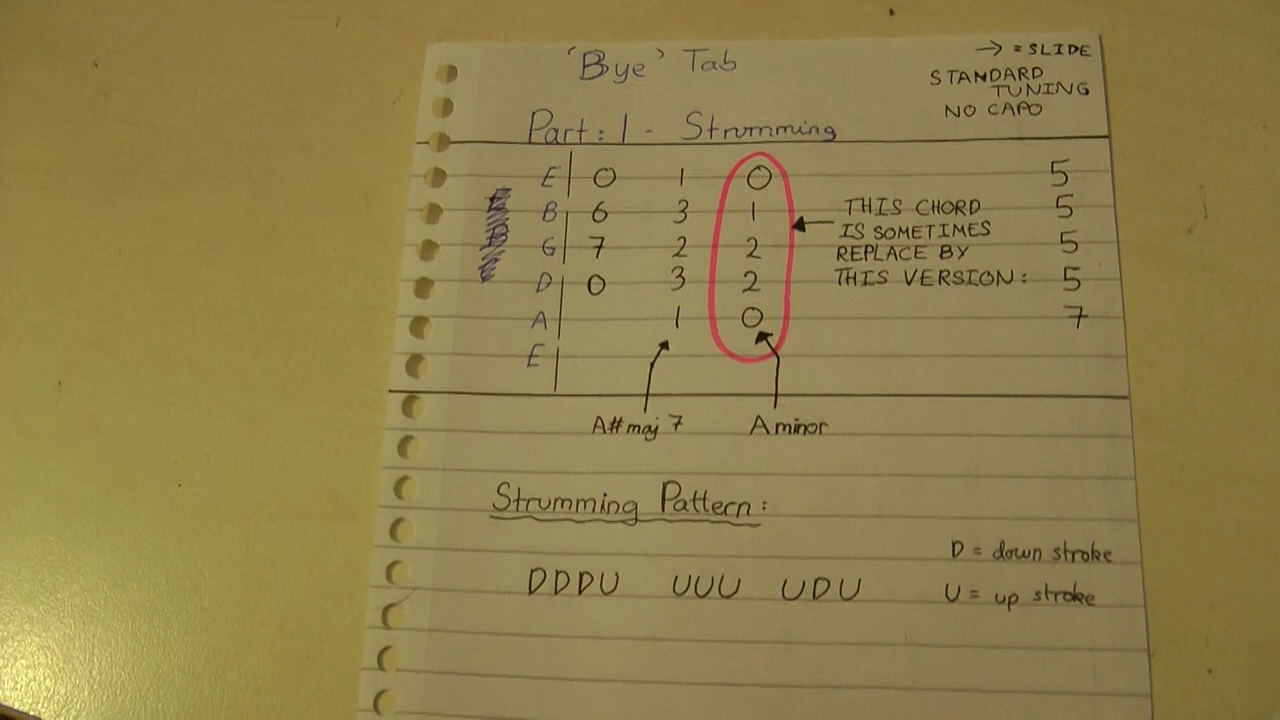 'Bye' Tab
→ = SLIDE
STANDARD
TUNING
NO CAPO
Part: 1 - Strumming
E 0 1 0 5
B 6 3 1 THIS CHORD 5
IS SOMETIMES
G 7 2 2 REPLACE BY 5
D 0 3 2 THIS VERSION: 5
A 1 0 7
E
A#maj 7 A minor
Strumming Pattern:
D = down stroke
DDDU UUU UDU
U = up stroke